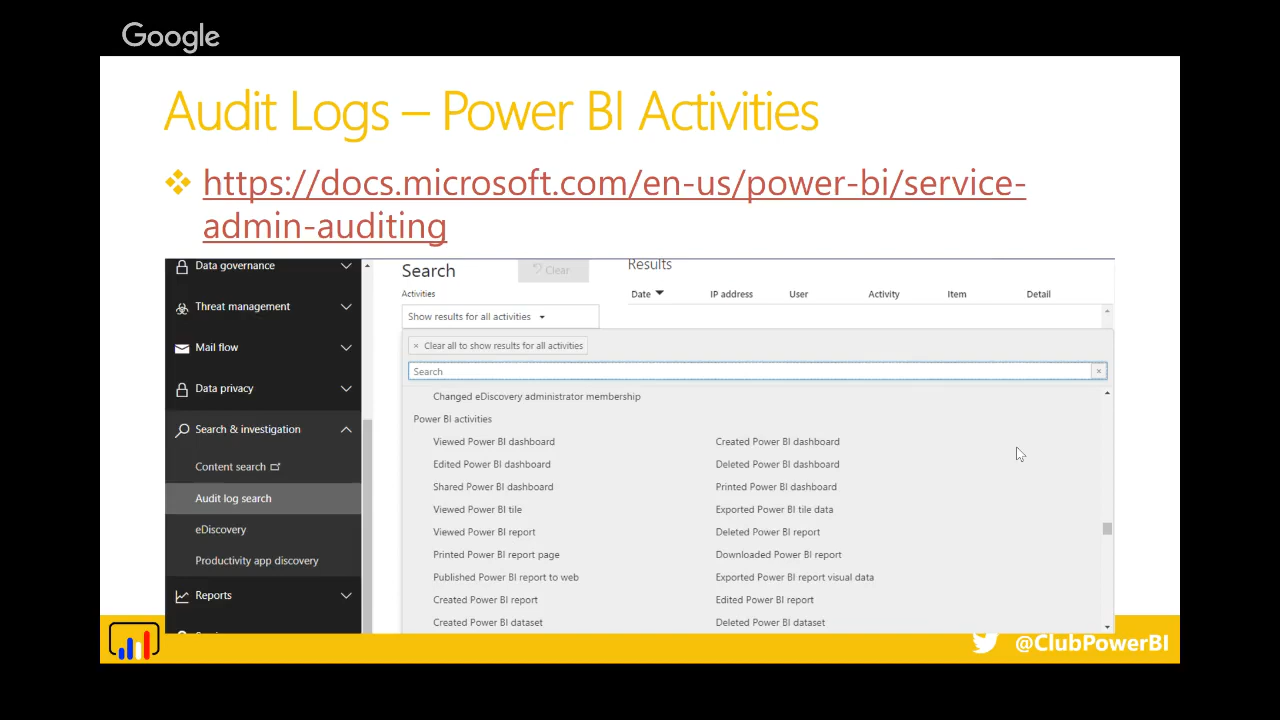 Google
Audit Logs – Power BI Activities
https://docs.microsoft.com/en-us/power-bi/service-
admin-auditing
Data governance
Threat management
Mail flow
Data privacy
Search & investigation
Content search
Audit log search
eDiscovery
Productivity app discovery
Reports
Search
Clear
Results
Activities
Date
IP address
User
Activity
Item
Detail
Show results for all activities
× Clear all to show results for all activities
Search
Changed eDiscovery administrator membership
Power BI activities
Viewed Power BI dashboard
Created Power BI dashboard
Edited Power BI dashboard
Deleted Power BI dashboard
Shared Power BI dashboard
Printed Power BI dashboard
Viewed Power BI tile
Exported Power BI tile data
Viewed Power BI report
Deleted Power BI report
Printed Power BI report page
Downloaded Power BI report
Published Power BI report to web
Exported Power BI report visual data
Created Power BI report
Edited Power BI report
Created Power BI dataset
Deleted Power BI dataset
@ClubPowerBI